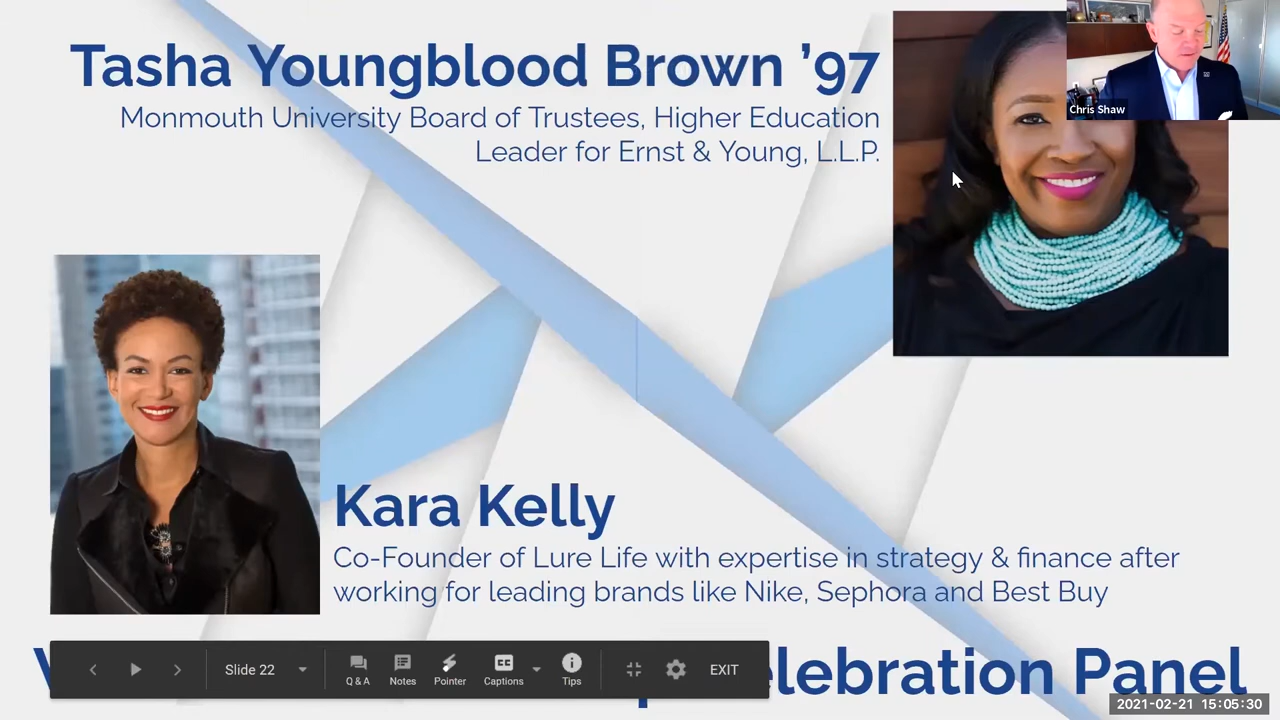 Tasha Youngblood Brown ’97
Monmouth University Board of Trustees, Higher Education
Leader for Ernst & Young, L.L.P.
Chris Shaw
Kara Kelly
Co-Founder of Lure Life with expertise in strategy & finance after
working for leading brands like Nike, Sephora and Best Buy
Panel
Slide 22
Q & A
Notes
Pointer
CC
Captions
Tips
EXIT
2021-02-21 15:05:30